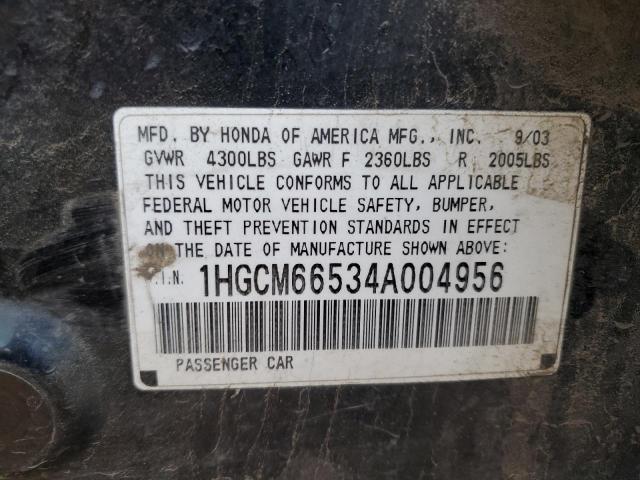 MFD. BY HONDA OF AMERICA MFG., INC. 9/03
GVWR 4300LBS GAWR F 2360LBS R 2005LBS
THIS VEHICLE CONFORMS TO ALL APPLICABLE
FEDERAL MOTOR VEHICLE SAFETY, BUMPER,
AND THEFT PREVENTION STANDARDS IN EFFECT
ON THE DATE OF MANUFACTURE SHOWN ABOVE:
V.I.N. 1HGCM66534A004956
PASSENGER CAR